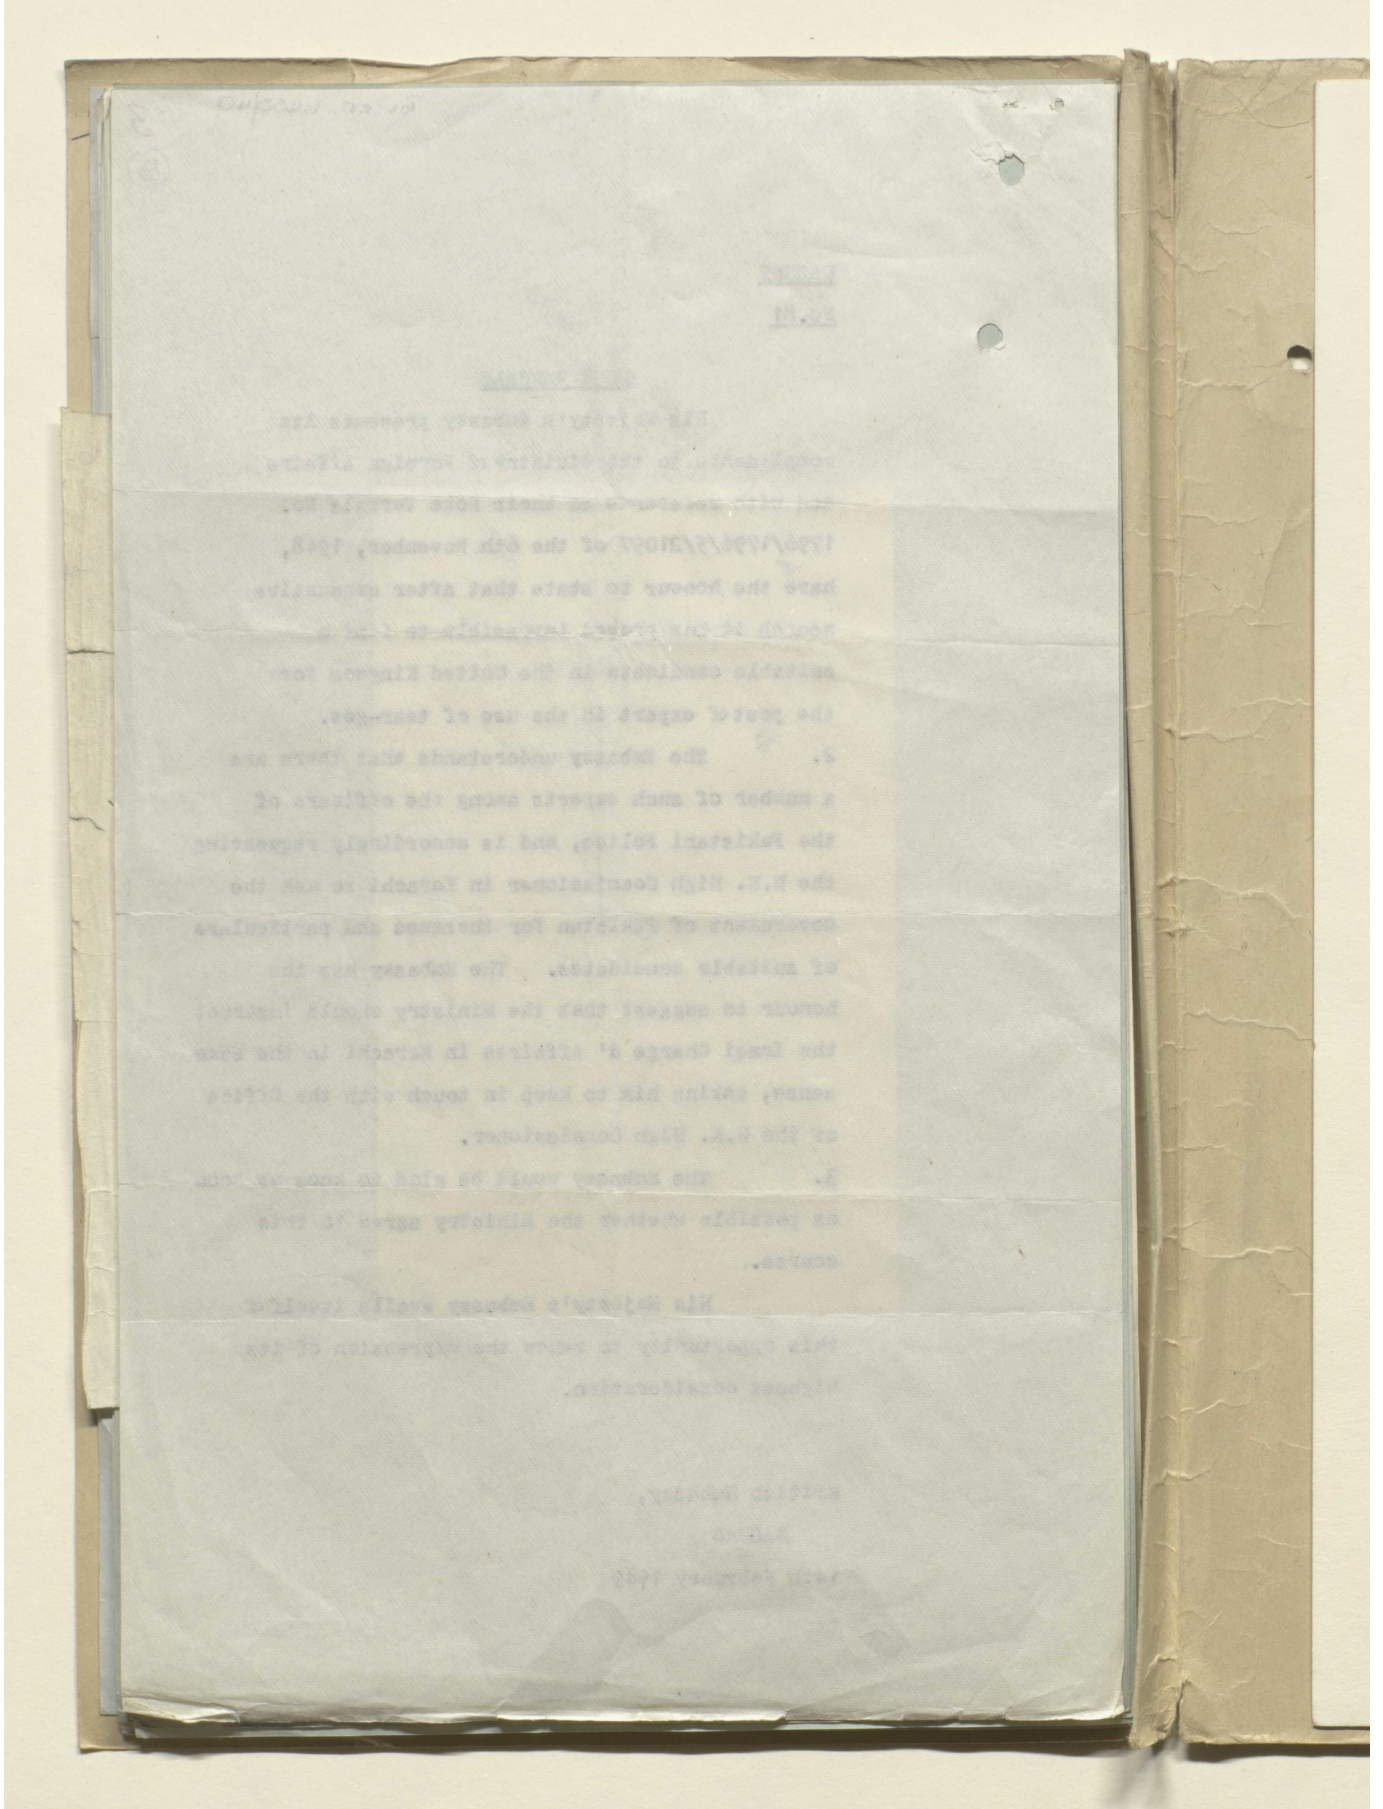 No.81
His Majesty's Embassy presents its
compliments to the Ministry of Foreign Affairs,
and with reference to their Note Verbale No.
1796/1796/5/21097 of the 6th November, 1948,
have the honour to state that after exhaustive
search it has proved impossible to find a
suitable candidate in the United Kingdom for
the post of expert in the use of tear-gas.
2. The Embassy understands that there are
a number of such experts among the officers of
the Pakistani Police, and is accordingly requesting
the U.K. High Commissioner in Karachi to ask the
Government of Pakistan for the names and particulars
of suitable candidates. The Embassy has the
honour to suggest that the Ministry should instruct
the Iraqi Charge d' Affaires in Karachi in the same
sense, asking him to keep in touch with the Office
of the U.K. High Commissioner.
3. The Embassy would be glad to know as soon
as possible whether the Ministry agree to this
course.
His Majesty's Embassy avails itself of
this opportunity to renew the expression of its
highest consideration.
British Embassy,
14th February 1949